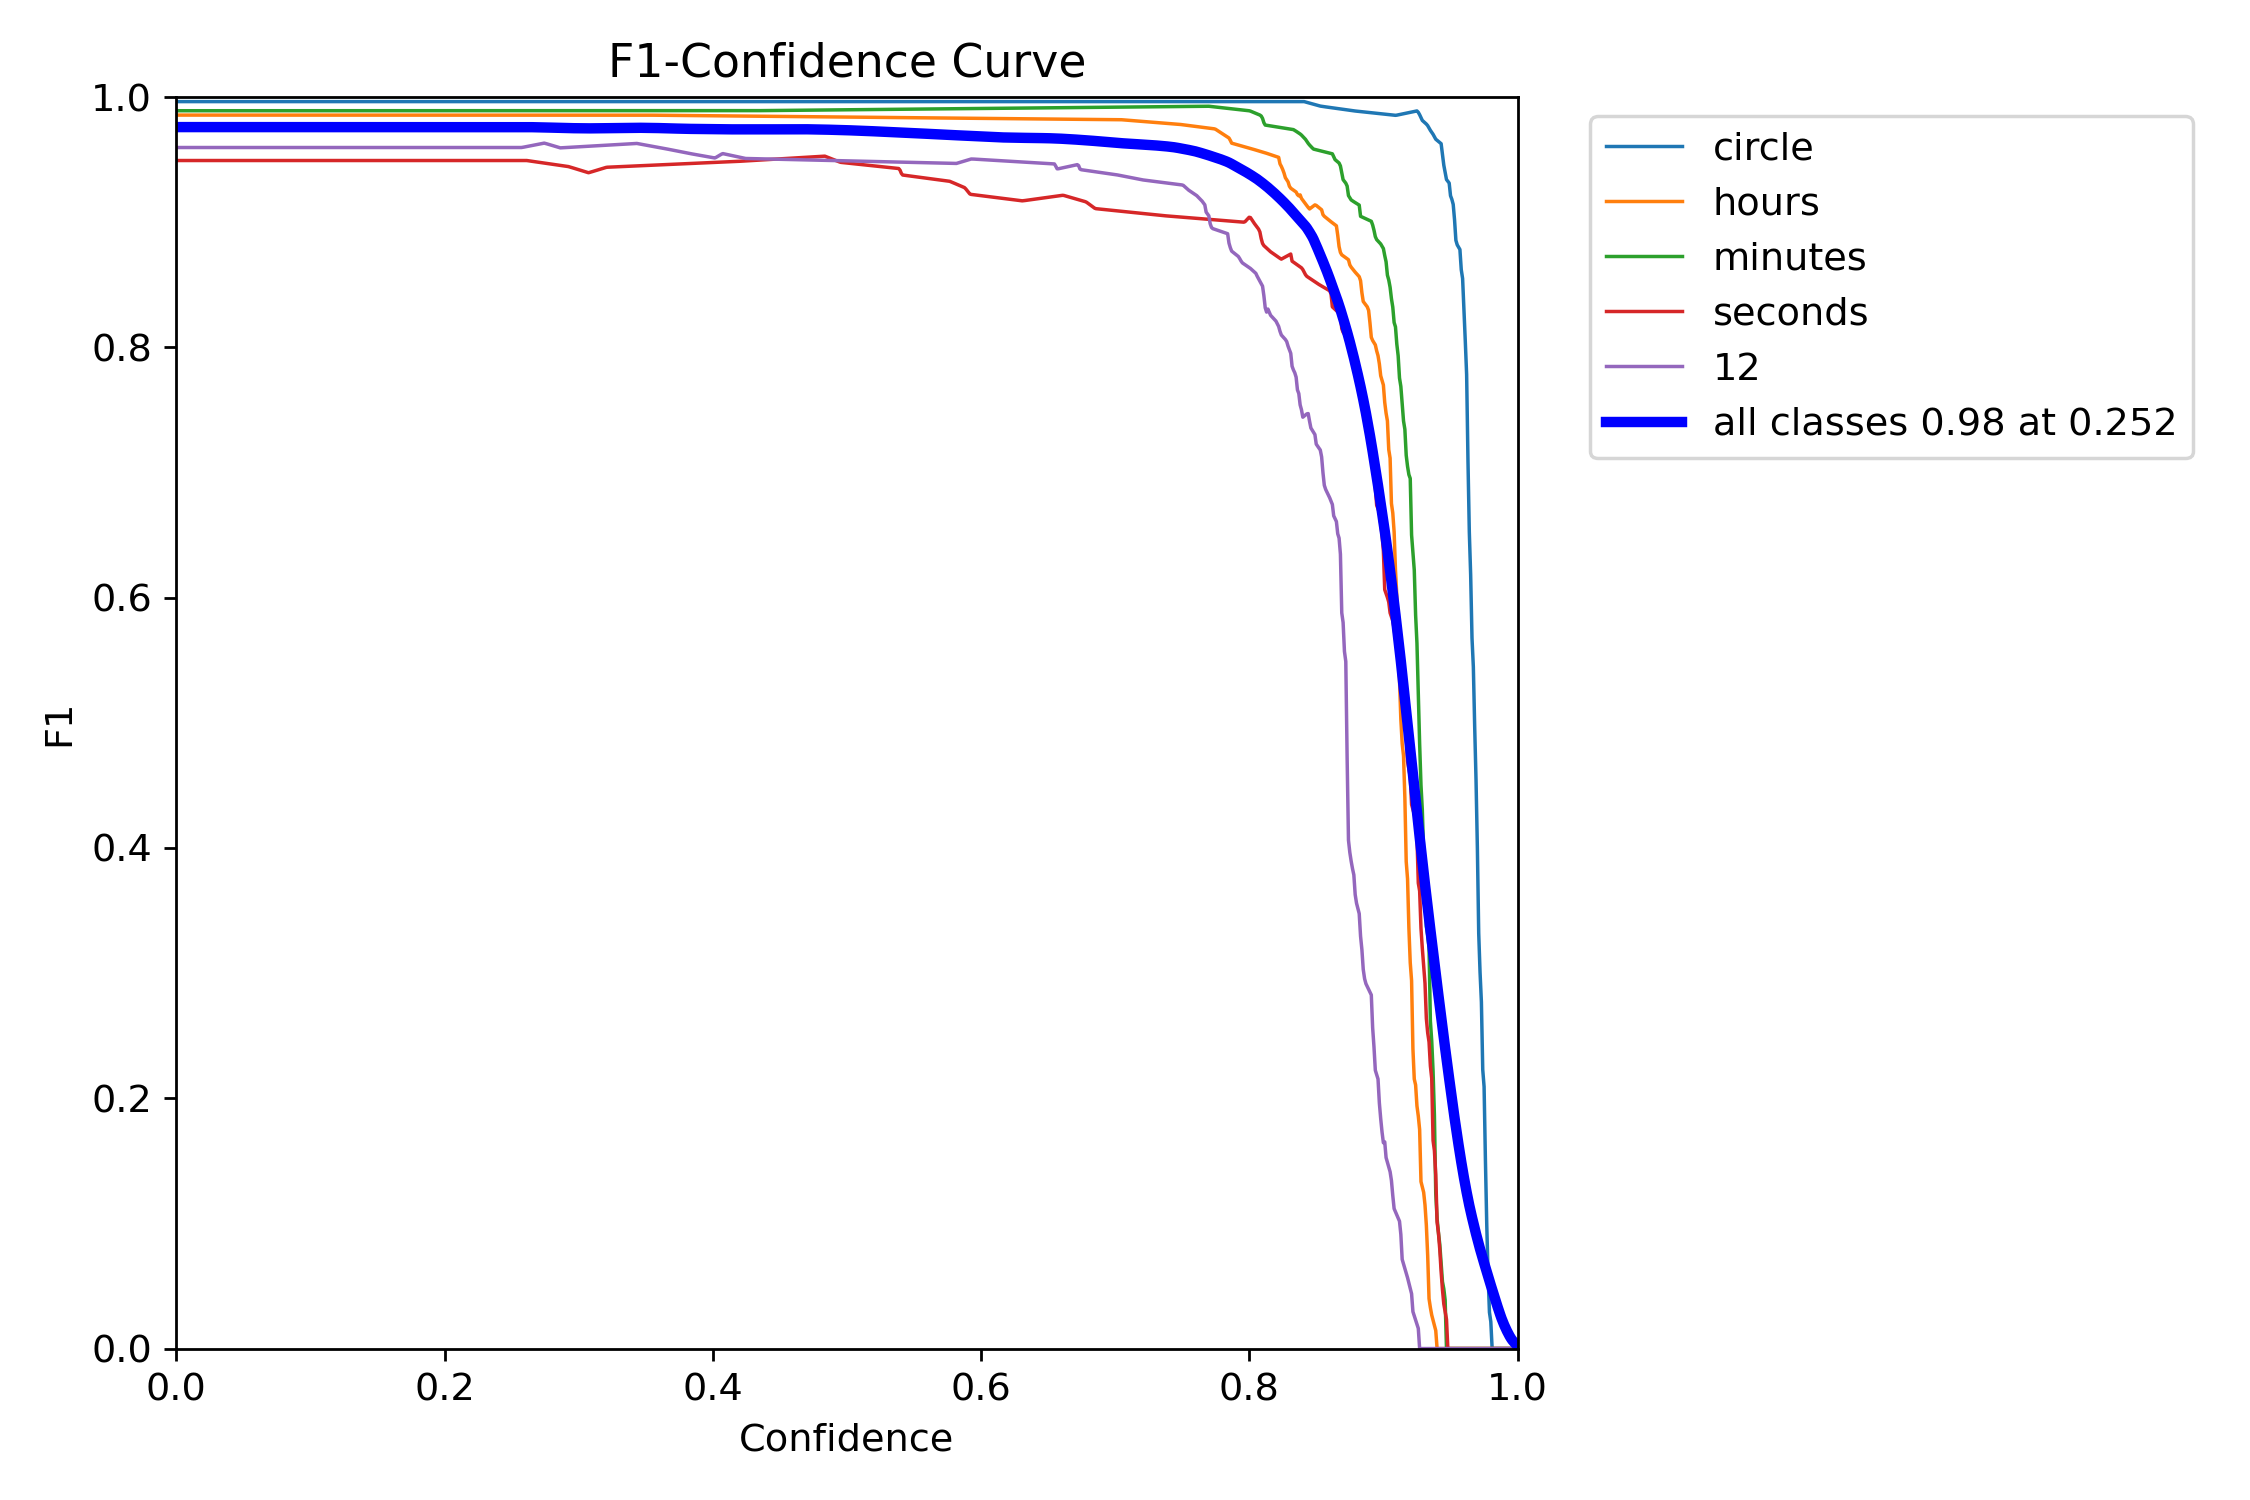 F1-Confidence Curve
1.0
0.8
0.6
0.4
0.2
0.0
F1
0.0 0.2 0.4 0.6 0.8 1.0
Confidence
circle
hours
minutes
seconds
12
all classes 0.98 at 0.252